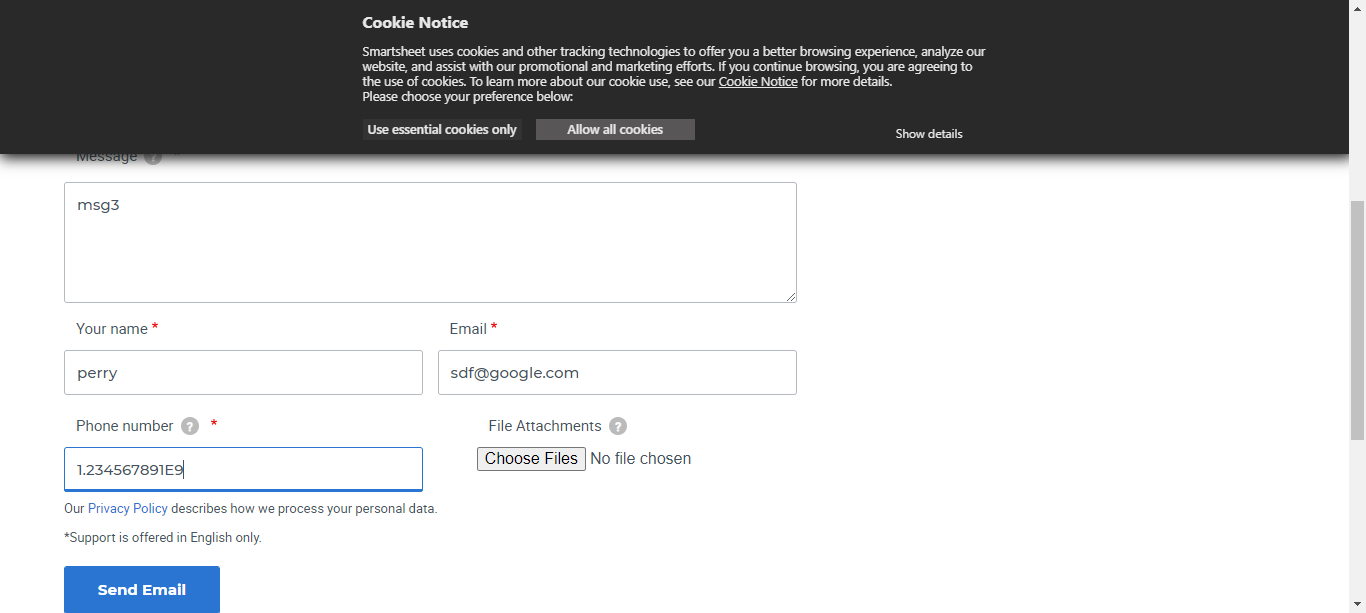 Cookie Notice
Smartsheet uses cookies and other tracking technologies to offer you a better browsing experience, analyze our
website, and assist with our promotional and marketing efforts. If you continue browsing, you are agreeing to
the use of cookies. To learn more about our cookie use, see our Cookie Notice for more details.
Please choose your preference below:
Use essential cookies only
Allow all cookies
Show details
Message ? *
msg3
Your name *
Email *
perry
sdf@google.com
Phone number ? *
File Attachments ?
1.234567891E9
Choose Files No file chosen
Our Privacy Policy describes how we process your personal data.
*Support is offered in English only.
Send Email